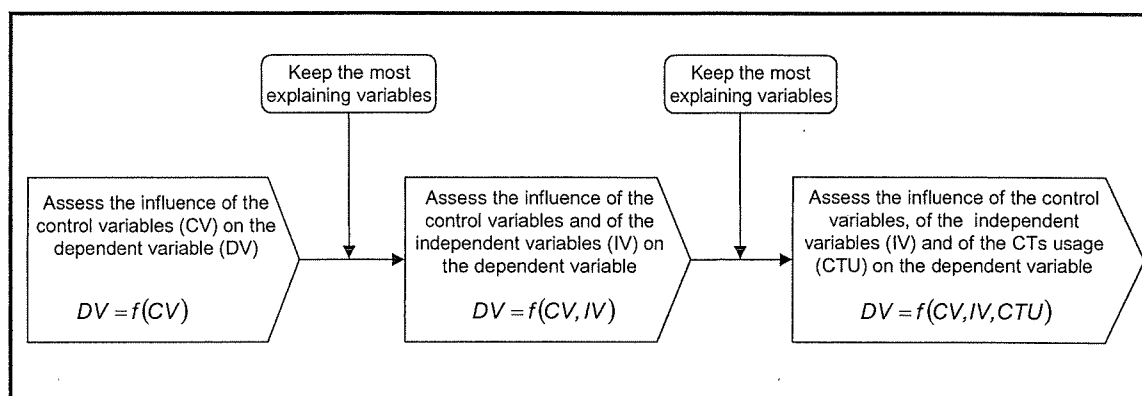 Keep the most
explaining variables
Keep the most
explaining variables
Assess the influence of the
control variables (CV) on the
dependent variable (DV)
DV = f(CV)
Assess the influence of the
control variables and of the
independent variables (IV) on
the dependent variable
DV = f(CV, IV)
Assess the influence of the control
variables, of the independent
variables (IV) and of the CTs usage
(CTU) on the dependent variable
DV = f(CV,IV,CTU)